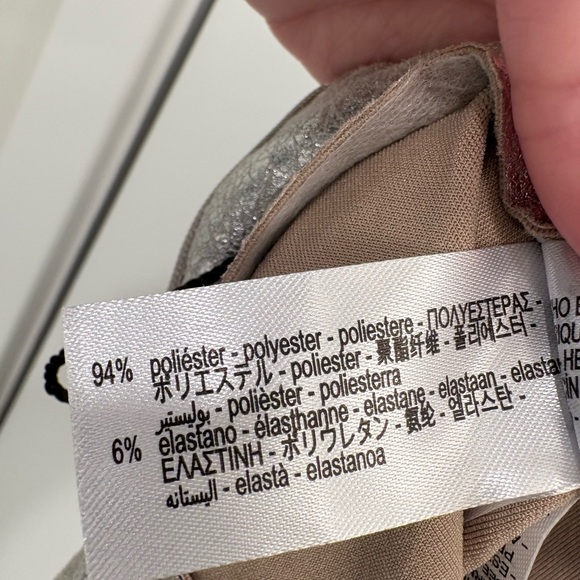 94% poliéster - polyester - poliestere - ΠΟΛΥΕΣΤΕΡΑΣ -
ポリエステル - poliester - 聚酯纤维 - 폴리에스터 -
بوليستير - polièster - poliesterra
6% elastano - élasthanne - elastane - elastaan - elasta
ΕΛΑΣΤΙΝΗ - ポリウレタン - 氨纶 - 엘라스탄 -
اليستانه - elastà - elastanoa